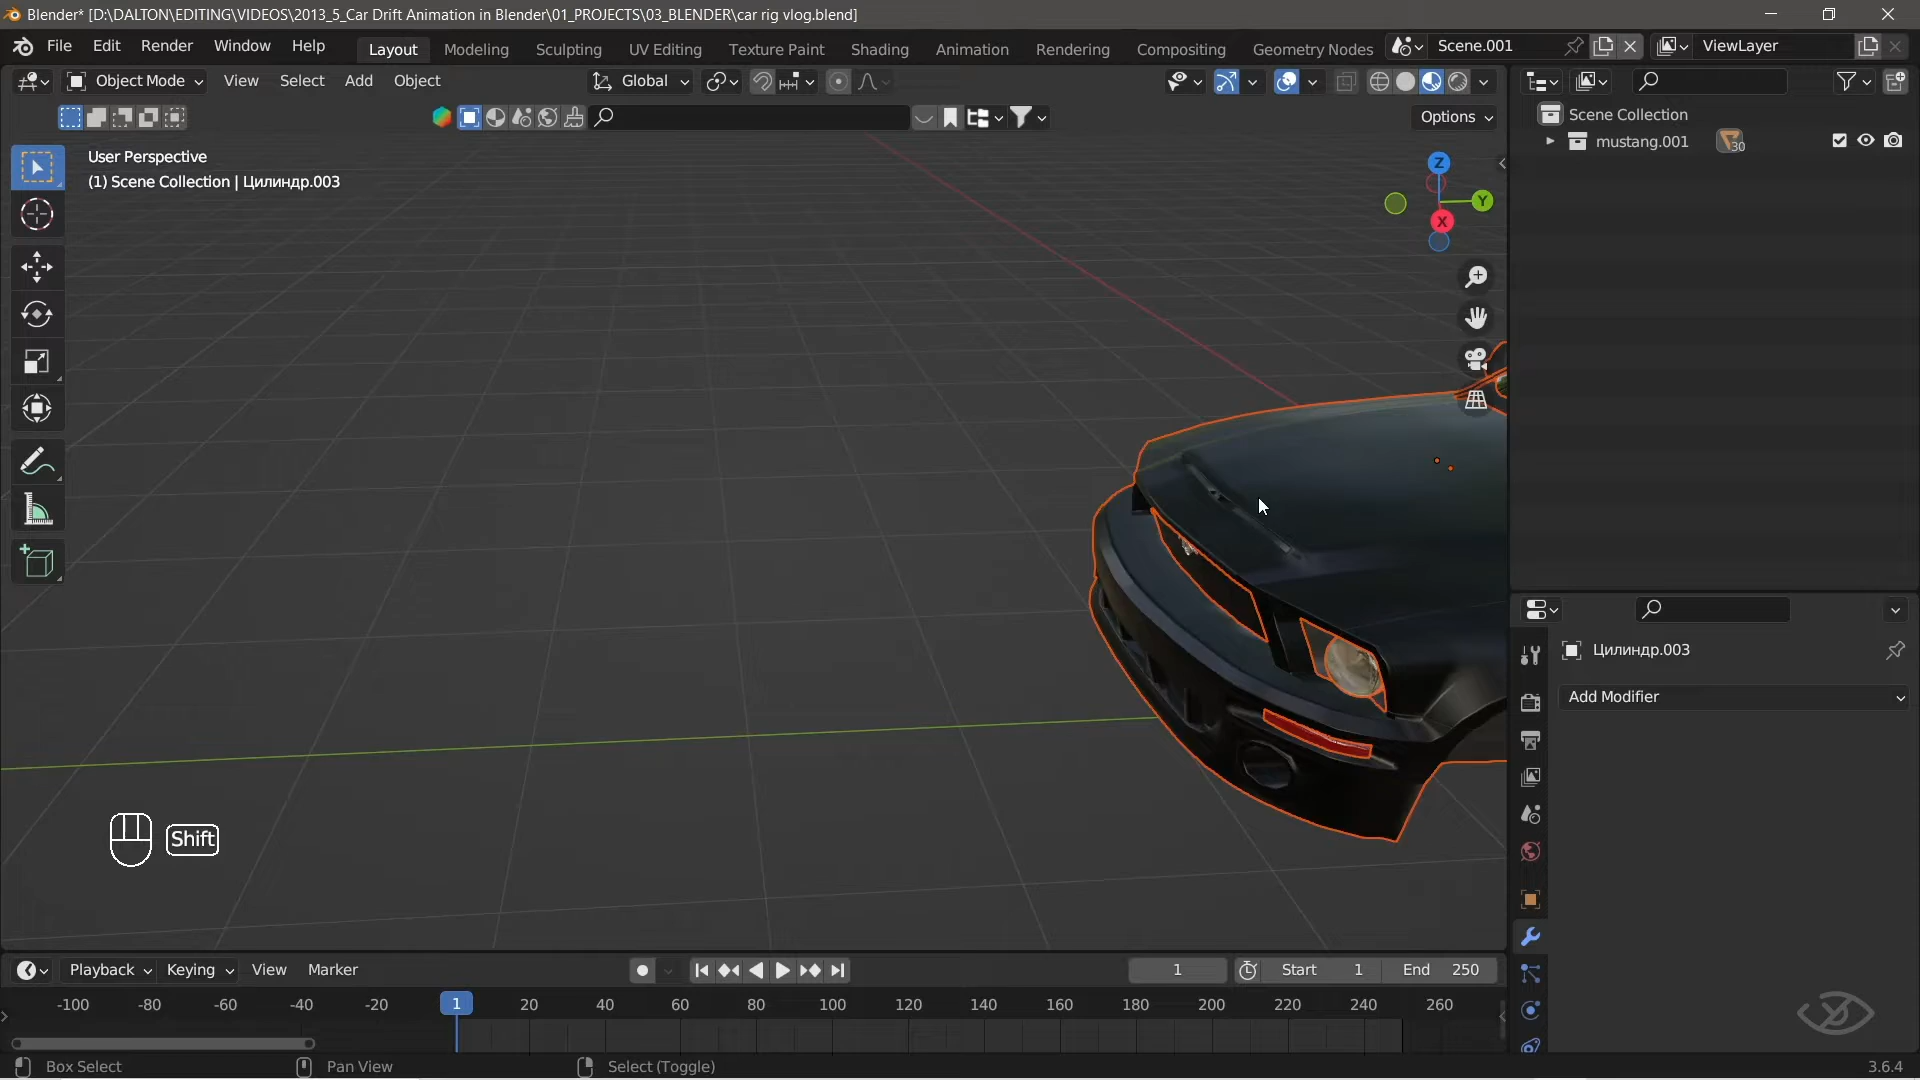 Blender* [D:\DALTON\EDITING\VIDEOS\2013_5_Car Drift Animation in Blender\01_PROJECTS\03_BLENDER\car rig vlog.blend]
File Edit Render Window Help Layout Modeling Sculpting UV Editing Texture Paint Shading Animation Rendering Compositing Geometry Nodes Scene.001 ViewLayer
Object Mode View Select Add Object Global
Options
Scene Collection
mustang.001 30
User Perspective
(1) Scene Collection | Цилиндр.003
Z
Y
X
Цилиндр.003
Add Modifier
Shift
Playback Keying View Marker 1 Start 1 End 250
-100 -80 -60 -40 -20 1 20 40 60 80 100 120 140 160 180 200 220 240 260
Box Select Pan View Select (Toggle) 3.6.4